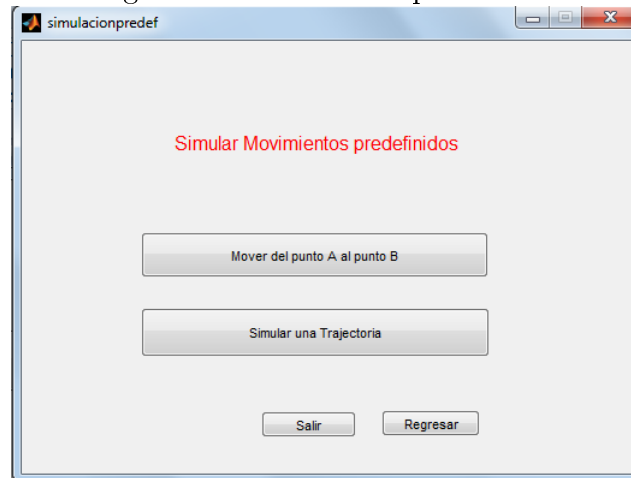 simulacionpredef
Simular Movimientos predefinidos
Mover del punto A al punto B
Simular una Trajectoria
Salir Regresar